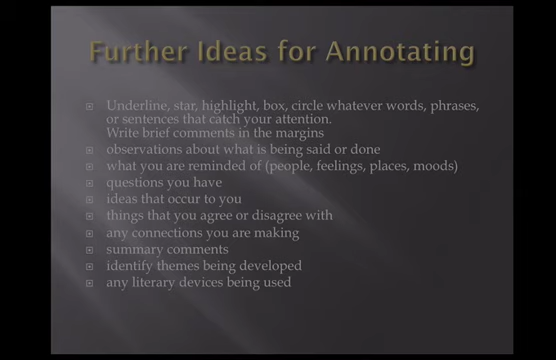 Further Ideas for Annotating
Underline, star, highlight, box, circle whatever words, phrases,
or sentences that catch your attention.
Write brief comments in the margins
observations about what is being said or done
what you are reminded of (people, feelings, places, moods)
questions you have
ideas that occur to you
things that you agree or disagree with
any connections you are making
summary comments
identify themes being developed
any literary devices being used